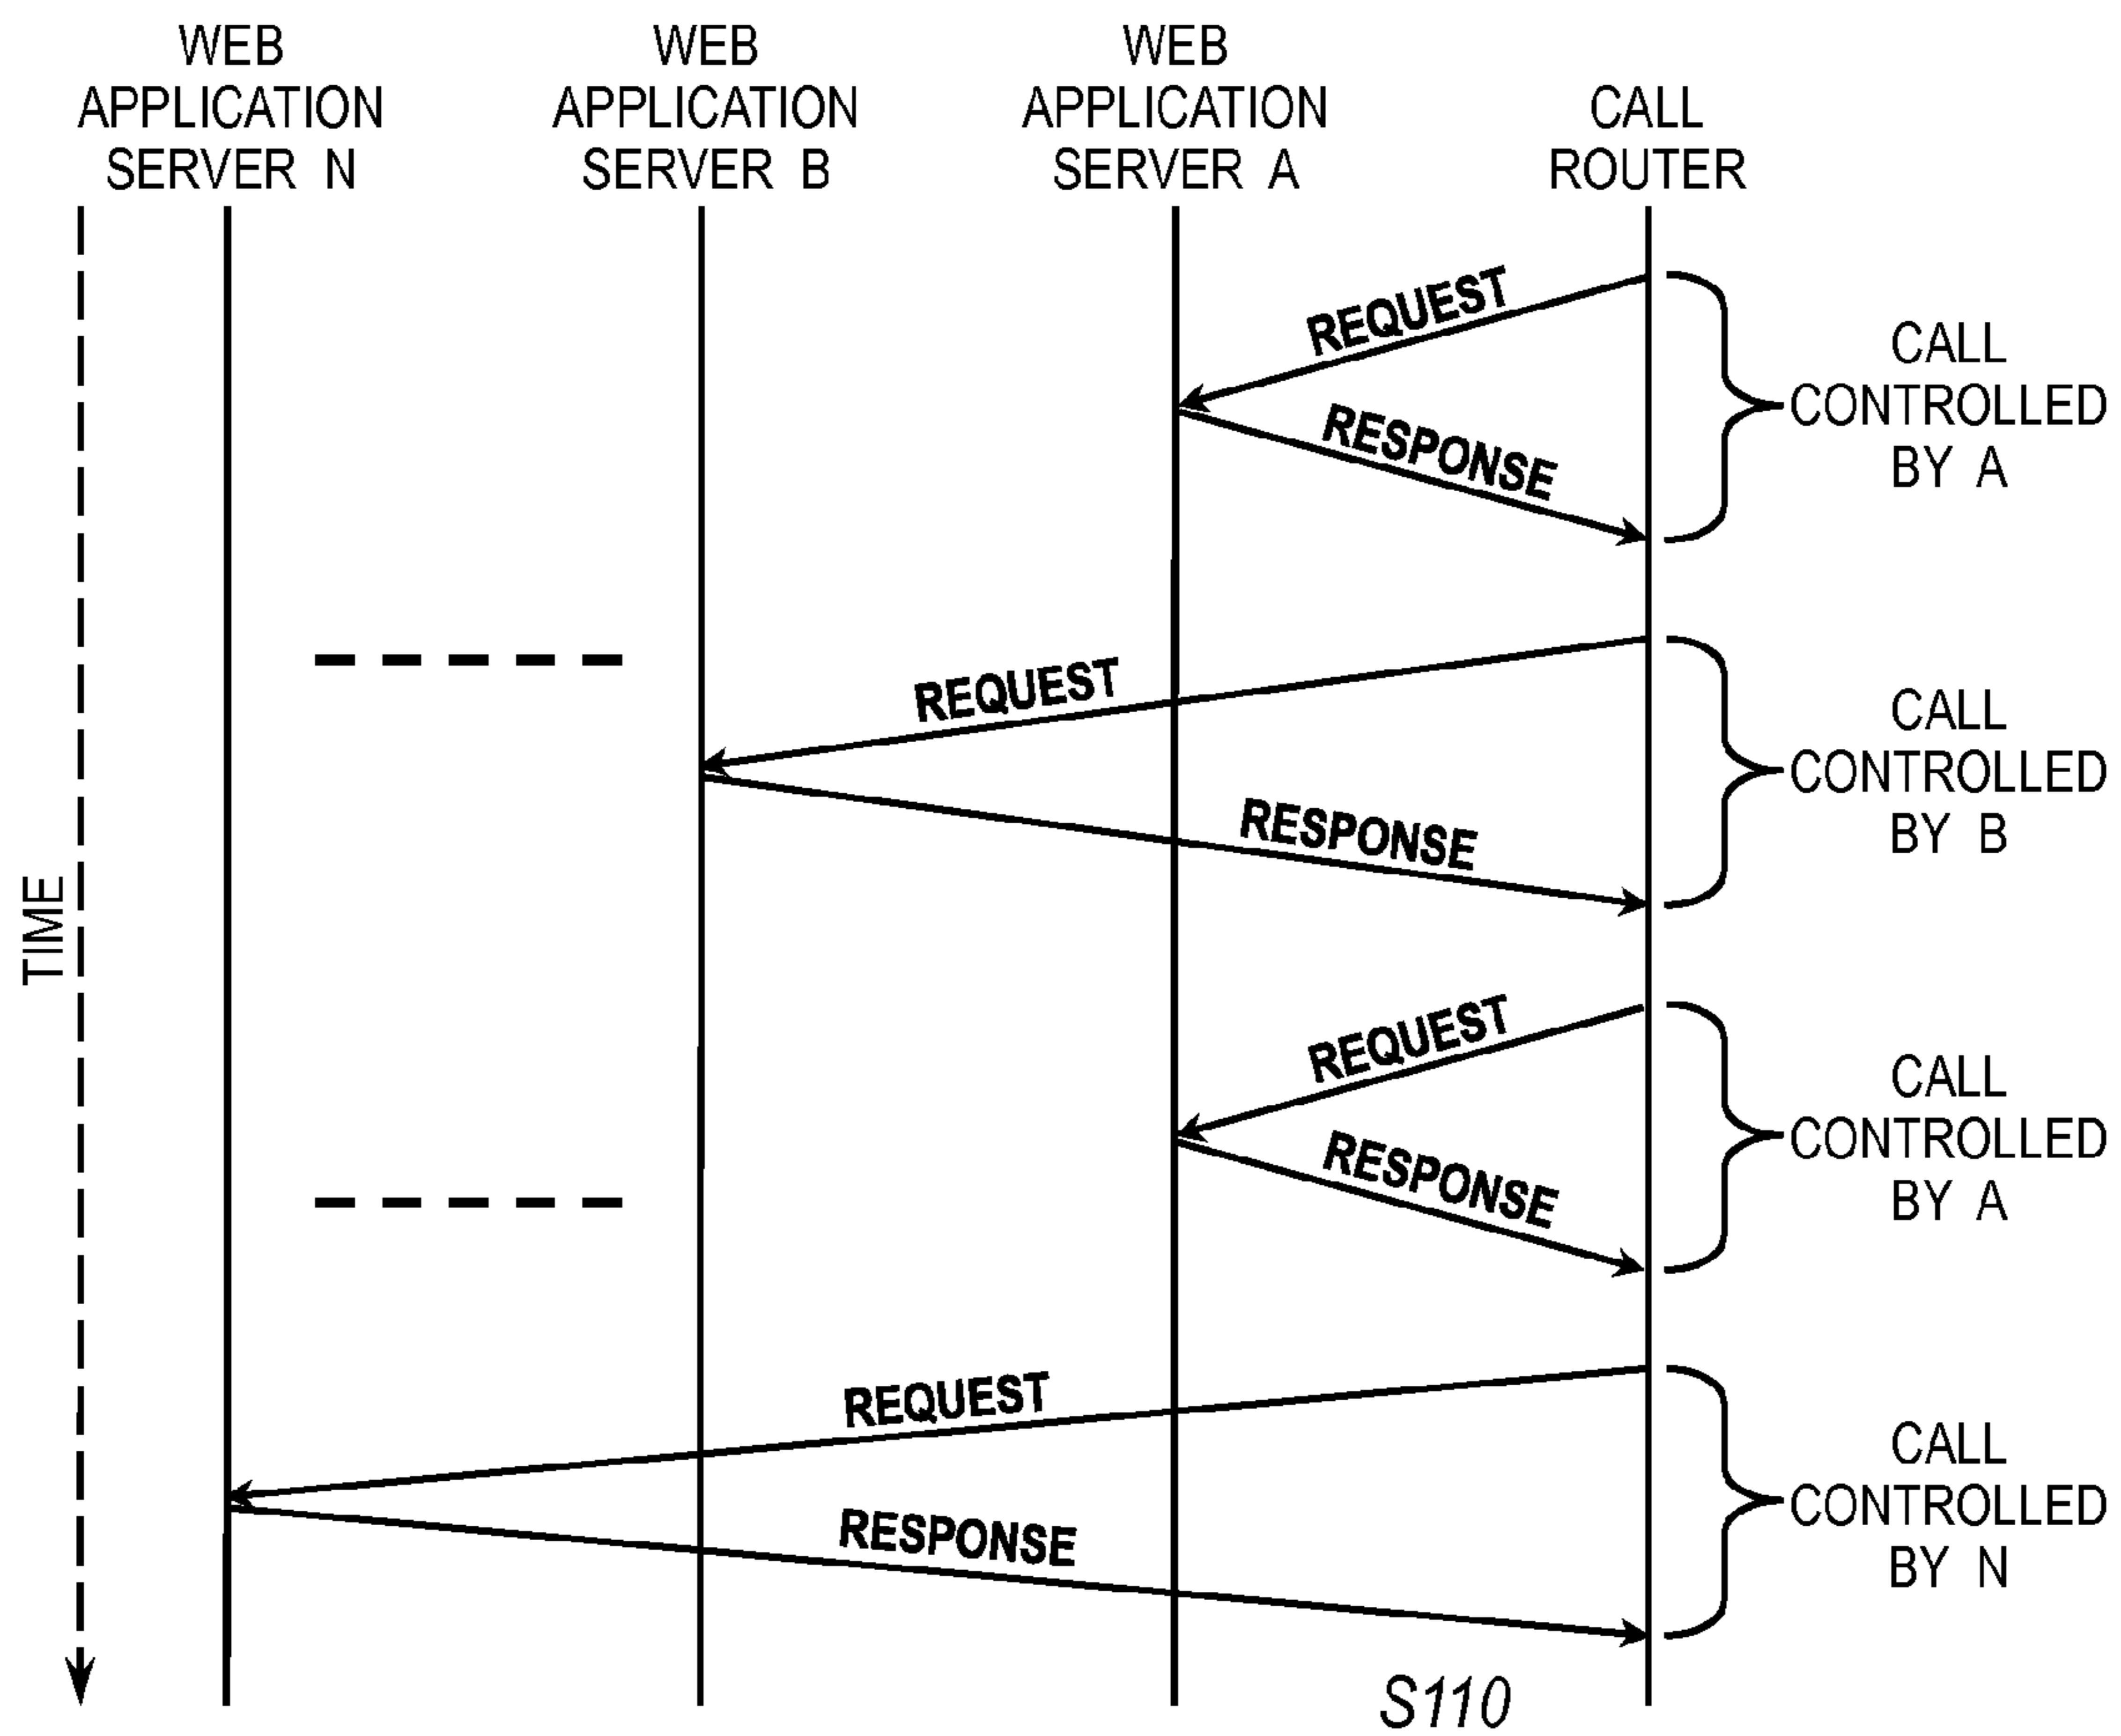 WEB
APPLICATION
SERVER N
WEB
APPLICATION
SERVER B
WEB
APPLICATION
SERVER A
CALL
ROUTER
REQUEST
RESPONSE
CALL
CONTROLLED
BY A
REQUEST
RESPONSE
CALL
CONTROLLED
BY B
TIME
REQUEST
RESPONSE
CALL
CONTROLLED
BY A
REQUEST
RESPONSE
CALL
CONTROLLED
BY N
S110